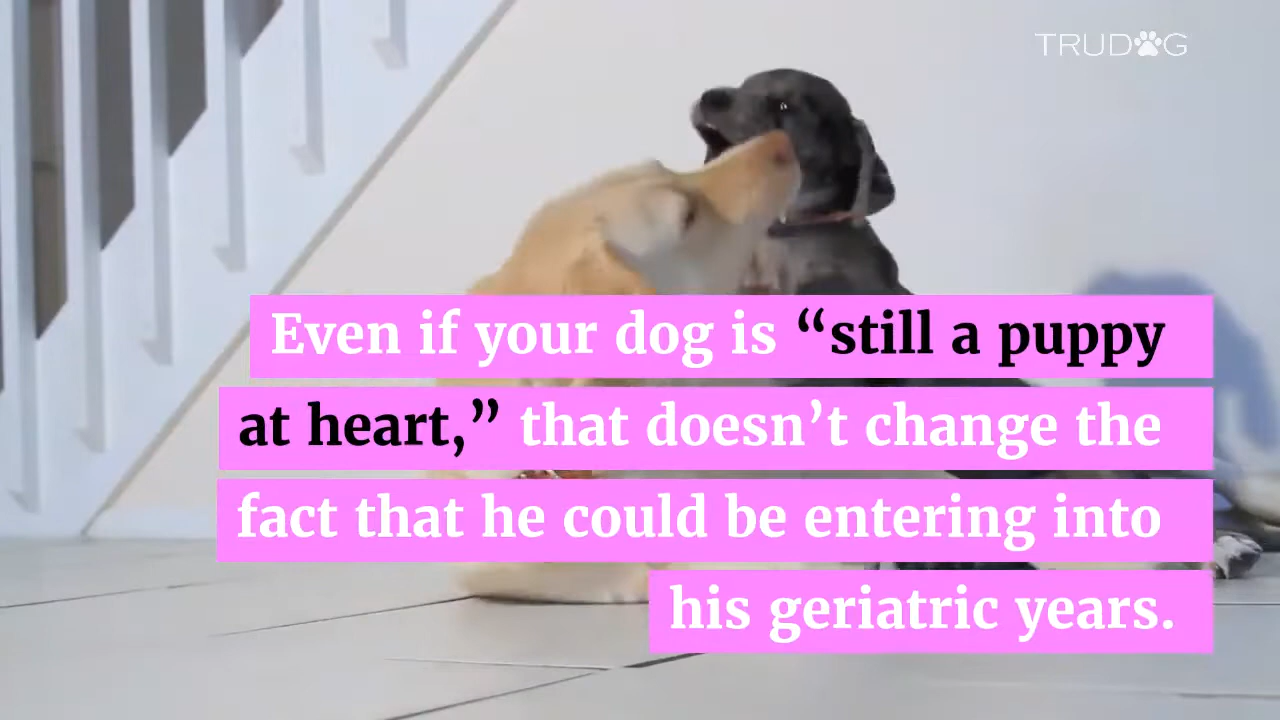 TRUDOG
Even if your dog is “still a puppy
at heart,” that doesn’t change the
fact that he could be entering into
his geriatric years.